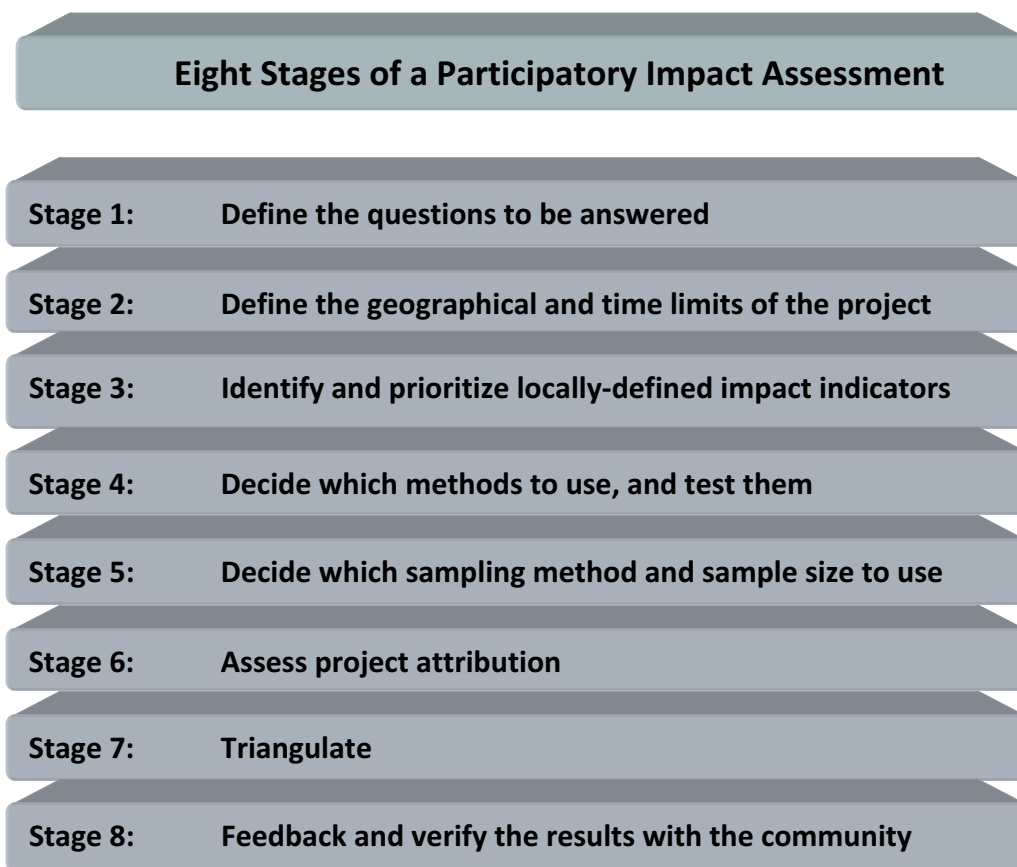 Eight Stages of a Participatory Impact Assessment
Stage 1: Define the questions to be answered
Stage 2: Define the geographical and time limits of the project
Stage 3: Identify and prioritize locally-defined impact indicators
Stage 4: Decide which methods to use, and test them
Stage 5: Decide which sampling method and sample size to use
Stage 6: Assess project attribution
Stage 7: Triangulate
Stage 8: Feedback and verify the results with the community